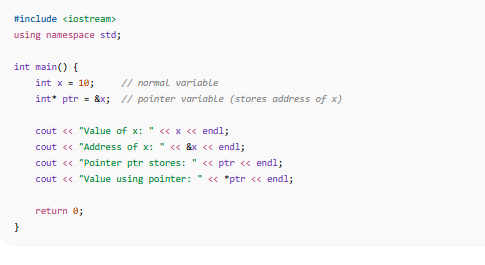 #include <iostream>
using namespace std;

int main() {
    int x = 10;     // normal variable
    int* ptr = &x;  // pointer variable (stores address of x)

    cout << "Value of x: " << x << endl;
    cout << "Address of x: " << &x << endl;
    cout << "Pointer ptr stores: " << ptr << endl;
    cout << "Value using pointer: " << *ptr << endl;

    return 0;
}